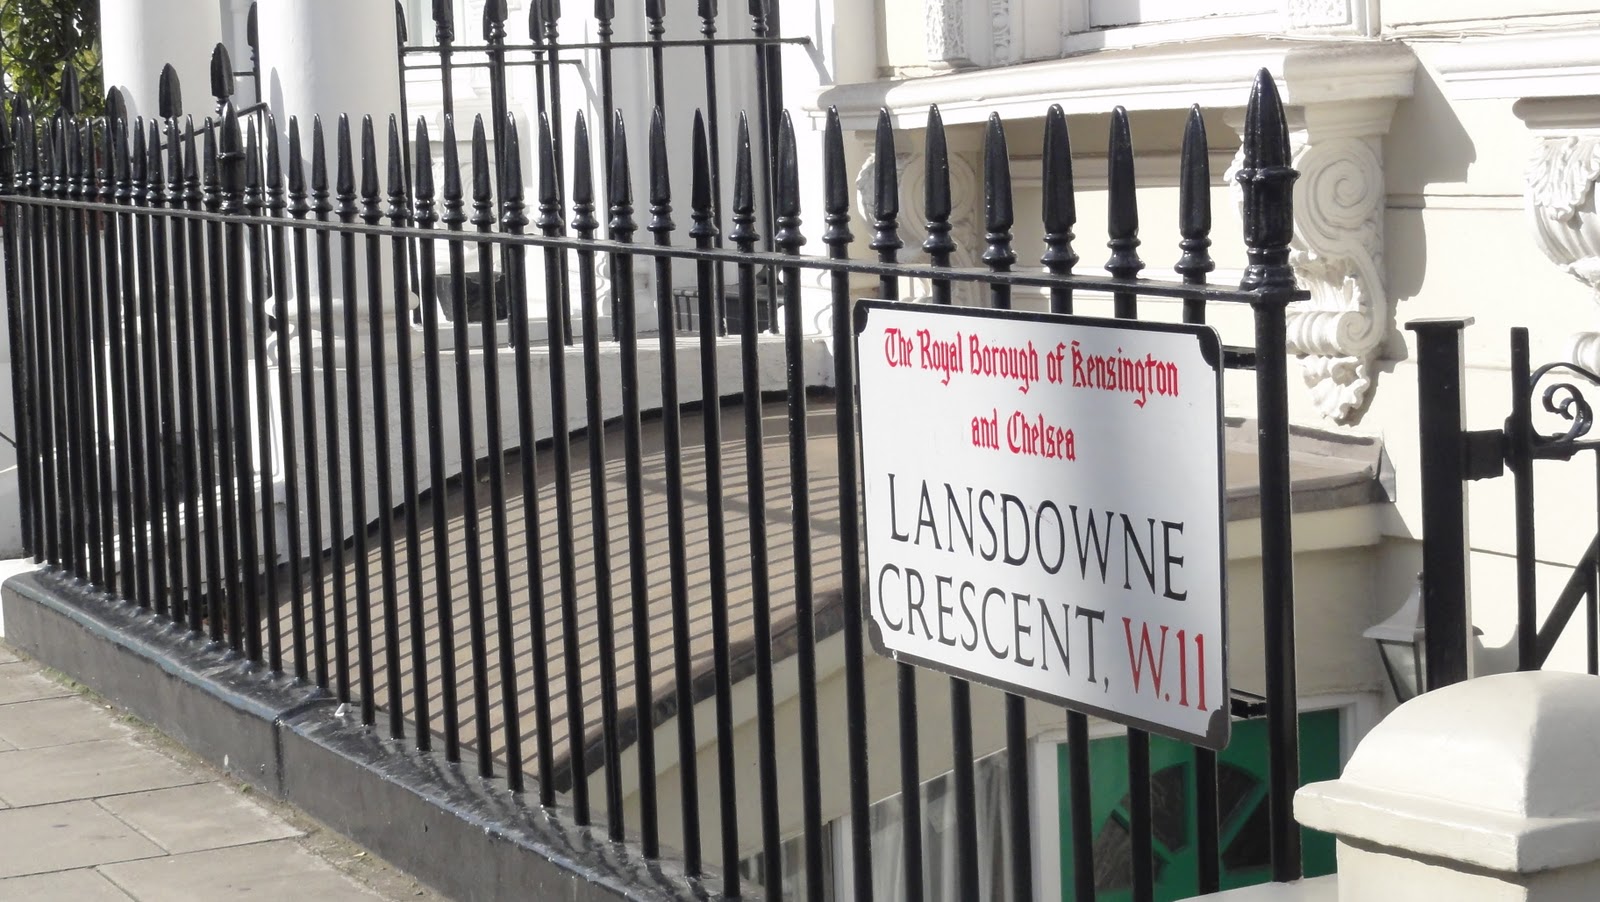 The Royal Borough of Kensington
and Chelsea
LANSDOWNE
CRESCENT, W.11